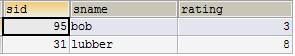 sid sname rating
95 bob 3
31 lubber 8